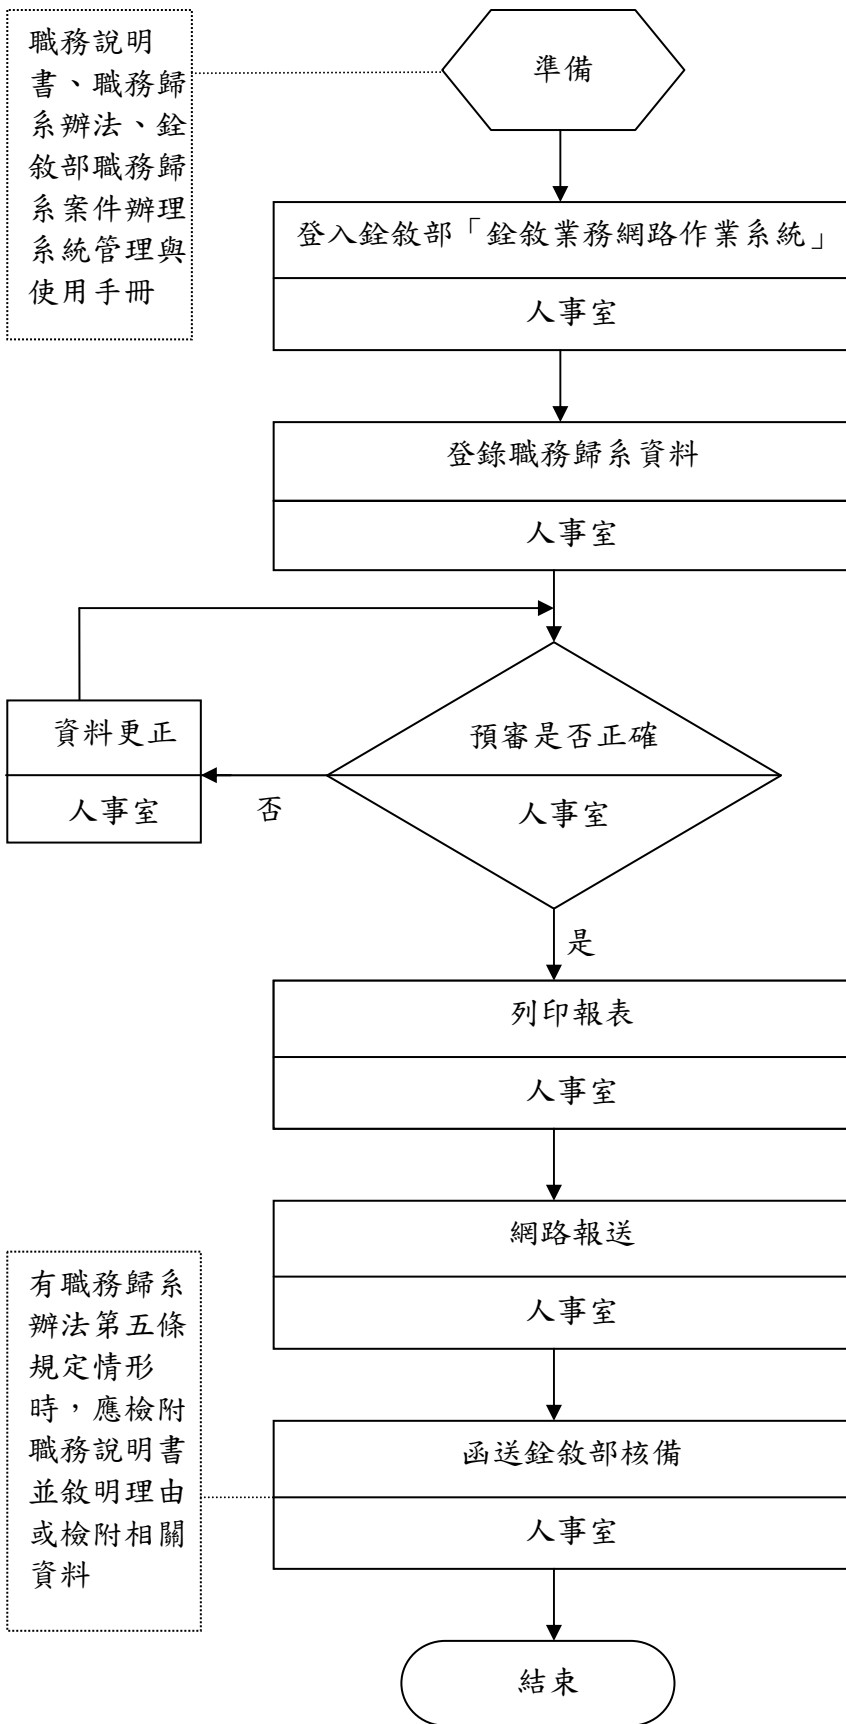 職務說明
書、職務歸
系辦法、銓
敘部職務歸
系案件辦理
系統管理與
使用手冊
準備
登入銓敘部「銓敘業務網路作業系統」
人事室
登錄職務歸系資料
人事室
預審是否正確
人事室
資料更正
人事室
否
是
列印報表
人事室
網路報送
人事室
有職務歸系
辦法第五條
規定情形
時，應檢附
職務說明書
並敘明理由
或檢附相關
資料
函送銓敘部核備
人事室
結束